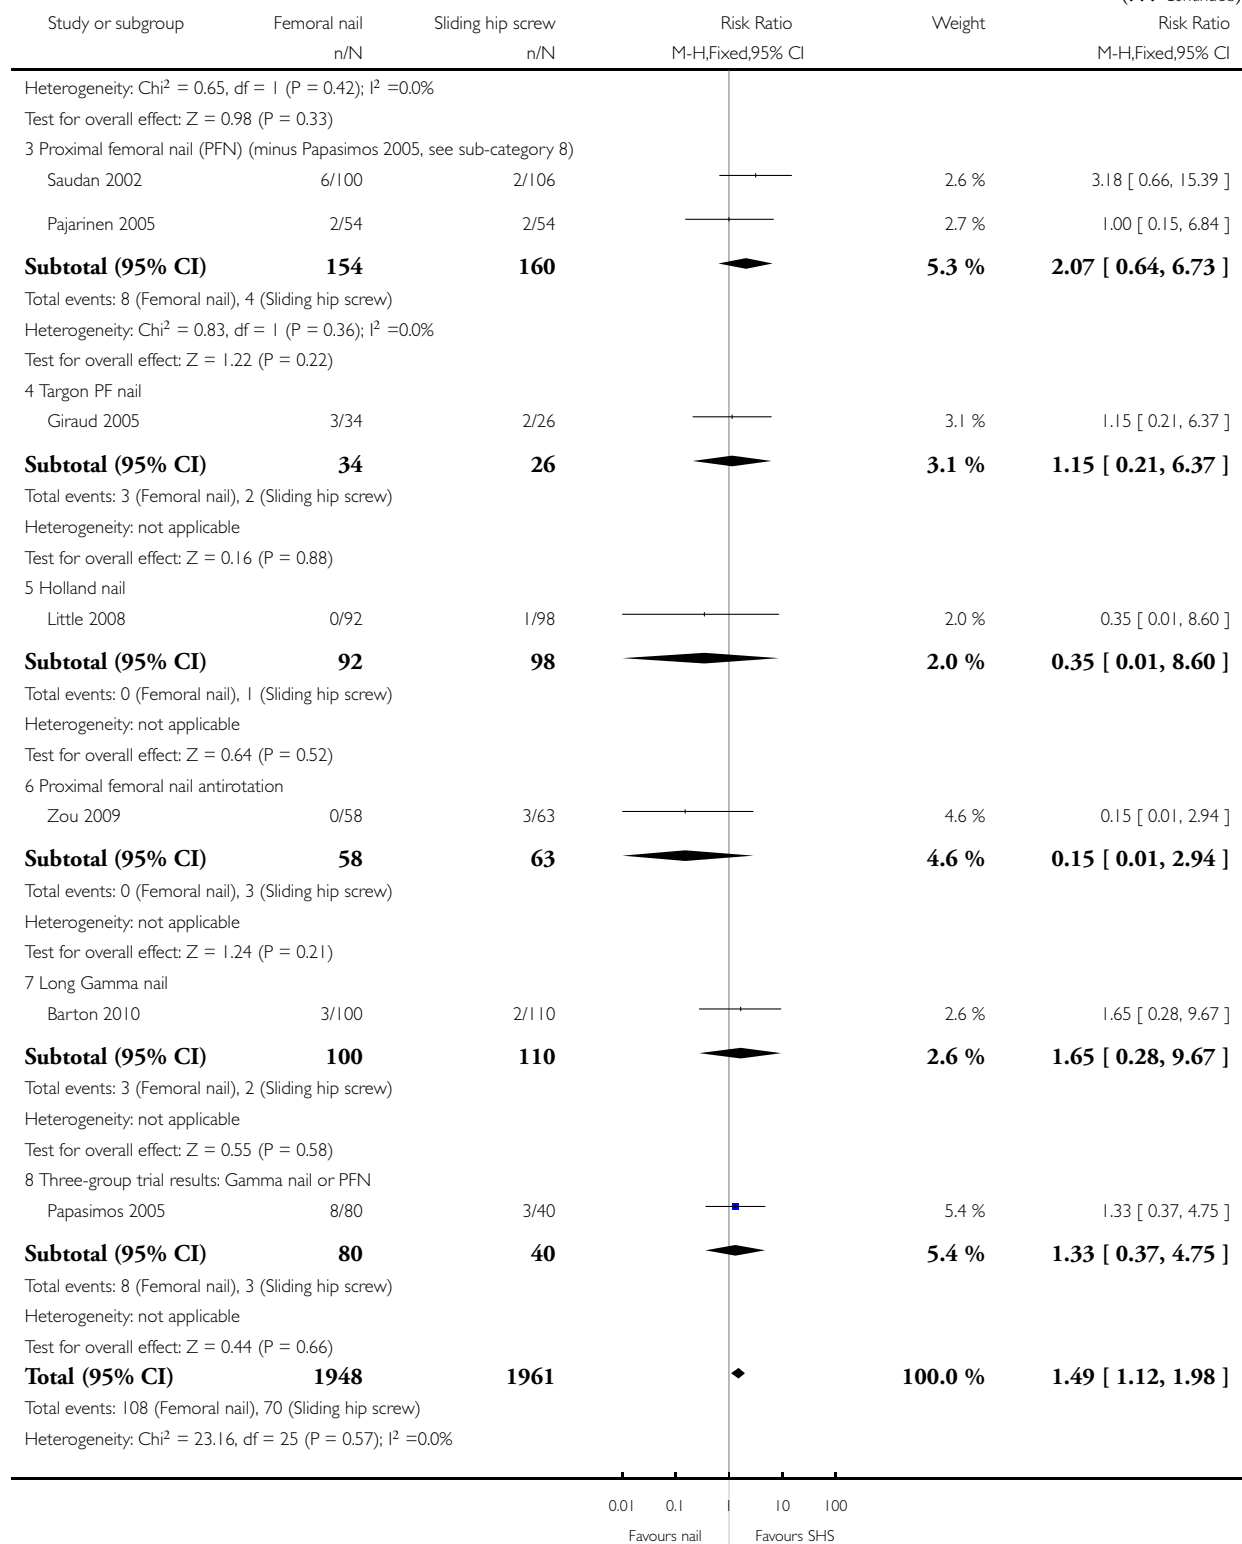 Study or subgroup Femoral nail Sliding hip screw Risk Ratio Weight Risk Ratio
n/N n/N M-H,Fixed,95% CI M-H,Fixed,95% CI
Heterogeneity: Chi² = 0.65, df = 1 (P = 0.42); I² =0.0%
Test for overall effect: Z = 0.98 (P = 0.33)
3 Proximal femoral nail (PFN) (minus Papasimos 2005, see sub-category 8)
Saudan 2002 6/100 2/106 2.6 % 3.18 [ 0.66, 15.39 ]
Pajarinen 2005 2/54 2/54 2.7 % 1.00 [ 0.15, 6.84 ]
Subtotal (95% CI) 154 160 5.3 % 2.07 [ 0.64, 6.73 ]
Total events: 8 (Femoral nail), 4 (Sliding hip screw)
Heterogeneity: Chi² = 0.83, df = 1 (P = 0.36); I² =0.0%
Test for overall effect: Z = 1.22 (P = 0.22)
4 Targon PF nail
Giraud 2005 3/34 2/26 3.1 % 1.15 [ 0.21, 6.37 ]
Subtotal (95% CI) 34 26 3.1 % 1.15 [ 0.21, 6.37 ]
Total events: 3 (Femoral nail), 2 (Sliding hip screw)
Heterogeneity: not applicable
Test for overall effect: Z = 0.16 (P = 0.88)
5 Holland nail
Little 2008 0/92 1/98 2.0 % 0.35 [ 0.01, 8.60 ]
Subtotal (95% CI) 92 98 2.0 % 0.35 [ 0.01, 8.60 ]
Total events: 0 (Femoral nail), 1 (Sliding hip screw)
Heterogeneity: not applicable
Test for overall effect: Z = 0.64 (P = 0.52)
6 Proximal femoral nail antirotation
Zou 2009 0/58 3/63 4.6 % 0.15 [ 0.01, 2.94 ]
Subtotal (95% CI) 58 63 4.6 % 0.15 [ 0.01, 2.94 ]
Total events: 0 (Femoral nail), 3 (Sliding hip screw)
Heterogeneity: not applicable
Test for overall effect: Z = 1.24 (P = 0.21)
7 Long Gamma nail
Barton 2010 3/100 2/110 2.6 % 1.65 [ 0.28, 9.67 ]
Subtotal (95% CI) 100 110 2.6 % 1.65 [ 0.28, 9.67 ]
Total events: 3 (Femoral nail), 2 (Sliding hip screw)
Heterogeneity: not applicable
Test for overall effect: Z = 0.55 (P = 0.58)
8 Three-group trial results: Gamma nail or PFN
Papasimos 2005 8/80 3/40 5.4 % 1.33 [ 0.37, 4.75 ]
Subtotal (95% CI) 80 40 5.4 % 1.33 [ 0.37, 4.75 ]
Total events: 8 (Femoral nail), 3 (Sliding hip screw)
Heterogeneity: not applicable
Test for overall effect: Z = 0.44 (P = 0.66)
Total (95% CI) 1948 1961 100.0 % 1.49 [ 1.12, 1.98 ]
Total events: 108 (Femoral nail), 70 (Sliding hip screw)
Heterogeneity: Chi² = 23.16, df = 25 (P = 0.57); I² =0.0%
0.01 0.1 1 10 100
Favours nail Favours SHS